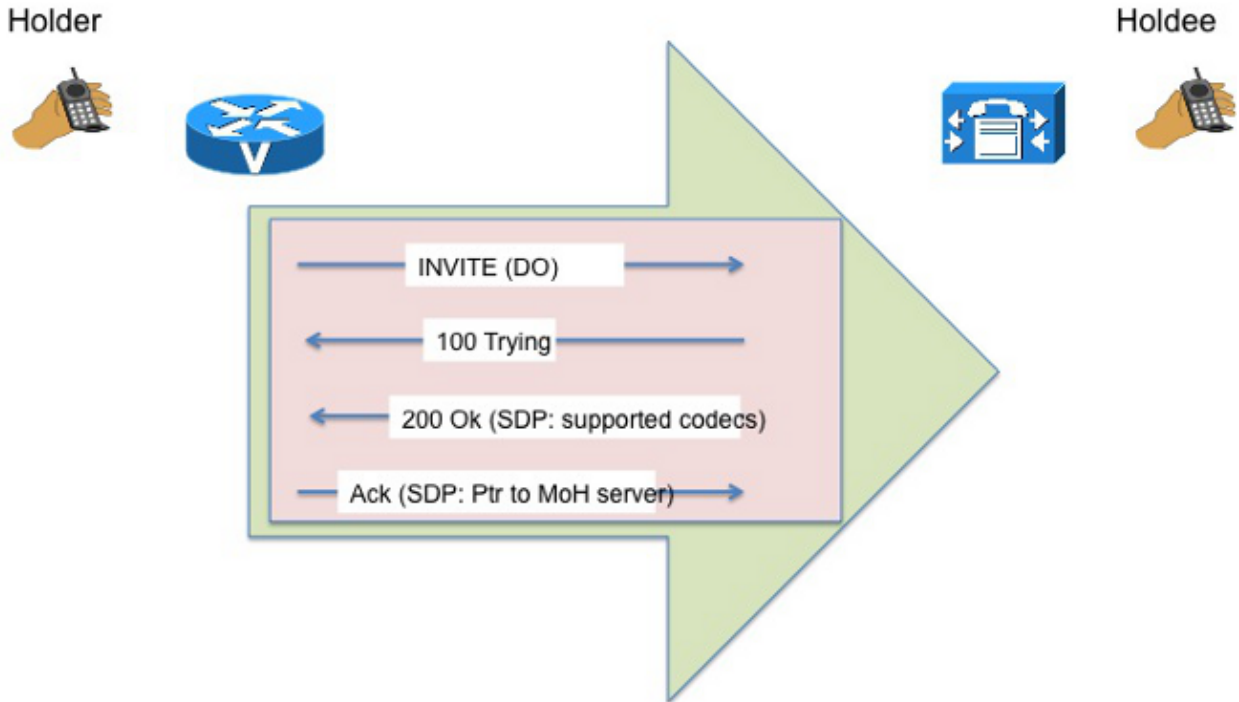 Holder
Holdee
V
INVITE (DO)
100 Trying
200 Ok (SDP: supported codecs)
Ack (SDP: Ptr to MoH server)